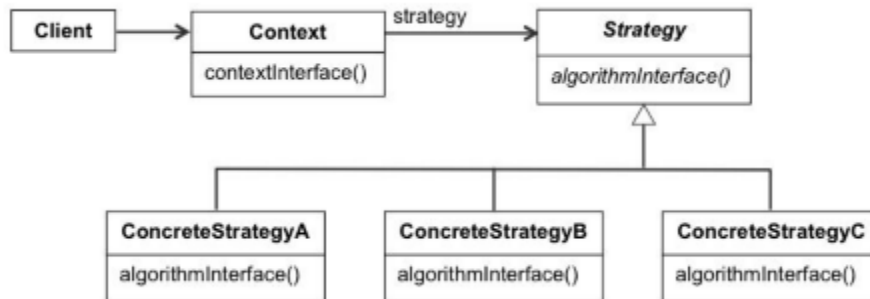 strategy
Client
Context
Strategy
contextInterface()
algorithmInterface()
ConcreteStrategyA
ConcreteStrategyB
ConcreteStrategyC
algorithmInterface()
algorithmInterface()
algorithmInterface()